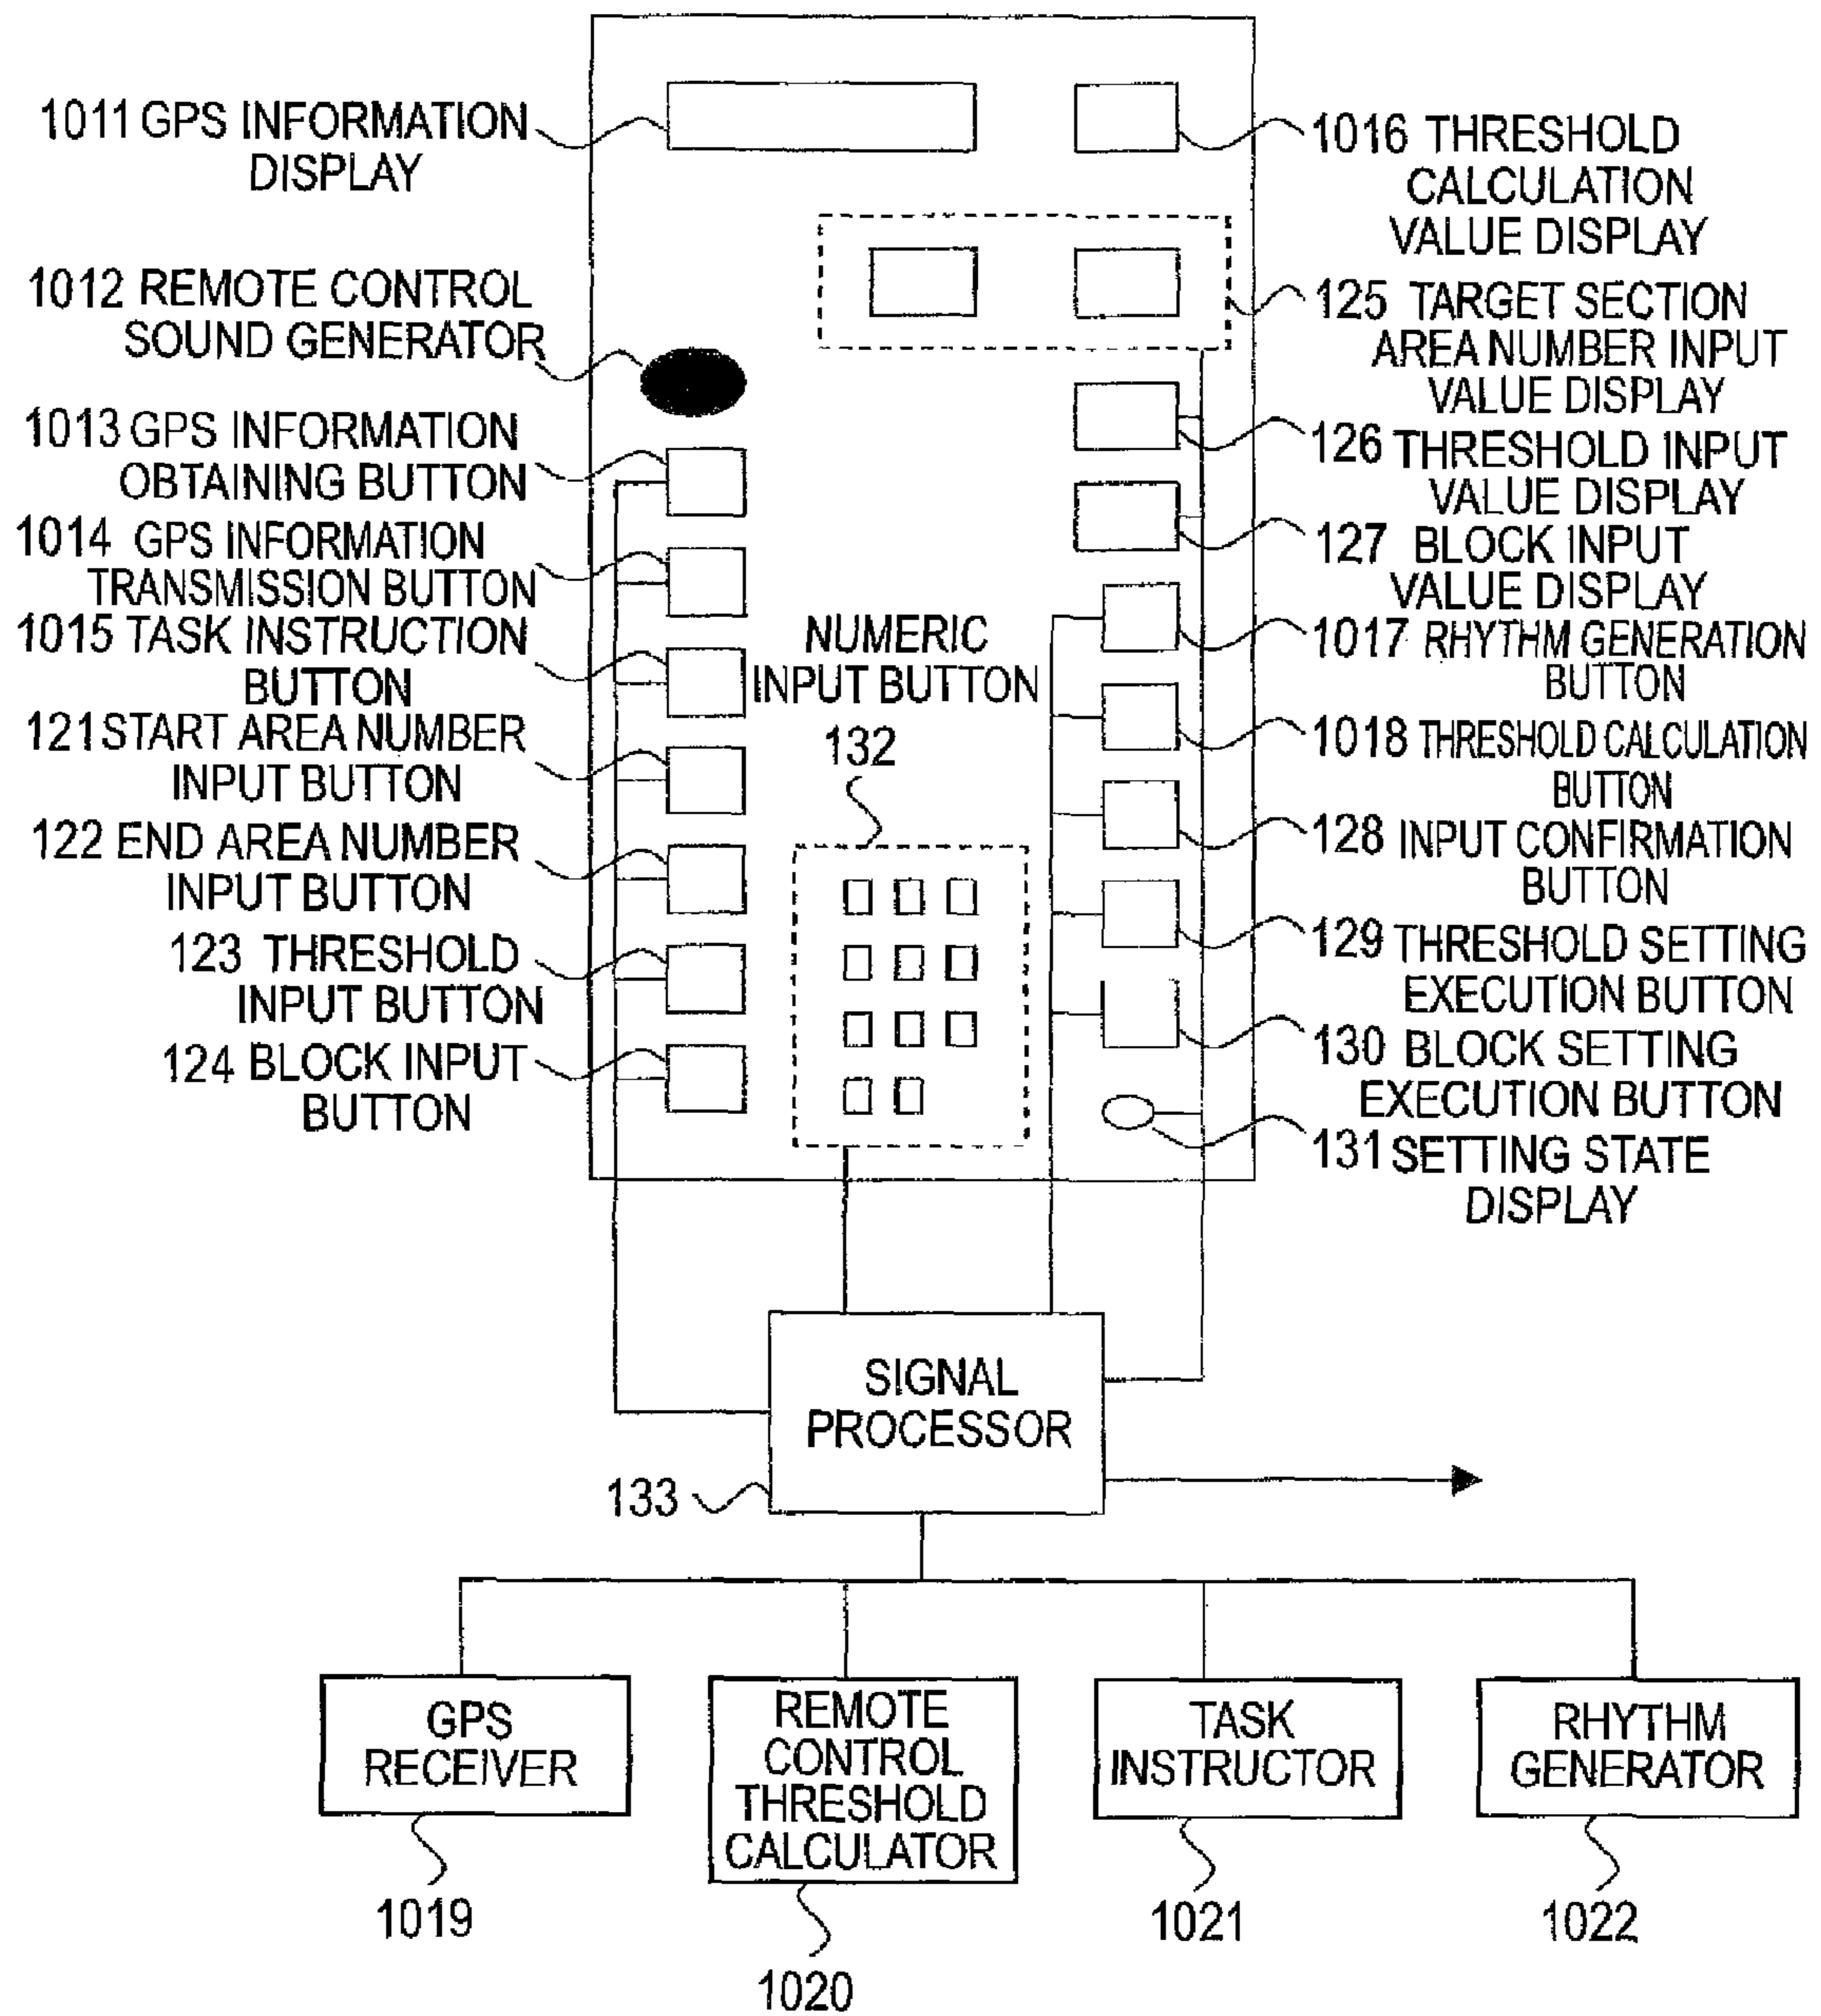 1011 GPS INFORMATION
DISPLAY
1012 REMOTE CONTROL
SOUND GENERATOR
1013 GPS INFORMATION
OBTAINING BUTTON
1014 GPS INFORMATION
TRANSMISSION BUTTON
1015 TASK INSTRUCTION
BUTTON
121 START AREA NUMBER
INPUT BUTTON
122 END AREA NUMBER
INPUT BUTTON
123 THRESHOLD
INPUT BUTTON
124 BLOCK INPUT
BUTTON
NUMERIC
INPUT BUTTON
132
1016 THRESHOLD
CALCULATION
VALUE DISPLAY
125 TARGET SECTION
AREA NUMBER INPUT
VALUE DISPLAY
126 THRESHOLD INPUT
VALUE DISPLAY
127 BLOCK INPUT
VALUE DISPLAY
1017 RHYTHM GENERATION
BUTTON
1018 THRESHOLD CALCULATION
BUTTON
128 INPUT CONFIRMATION
BUTTON
129 THRESHOLD SETTING
EXECUTION BUTTON
130 BLOCK SETTING
EXECUTION BUTTON
131 SETTING STATE
DISPLAY
SIGNAL
PROCESSOR
133
GPS
RECEIVER
1019
REMOTE
CONTROL
THRESHOLD
CALCULATOR
1020
TASK
INSTRUCTOR
1021
RHYTHM
GENERATOR
1022